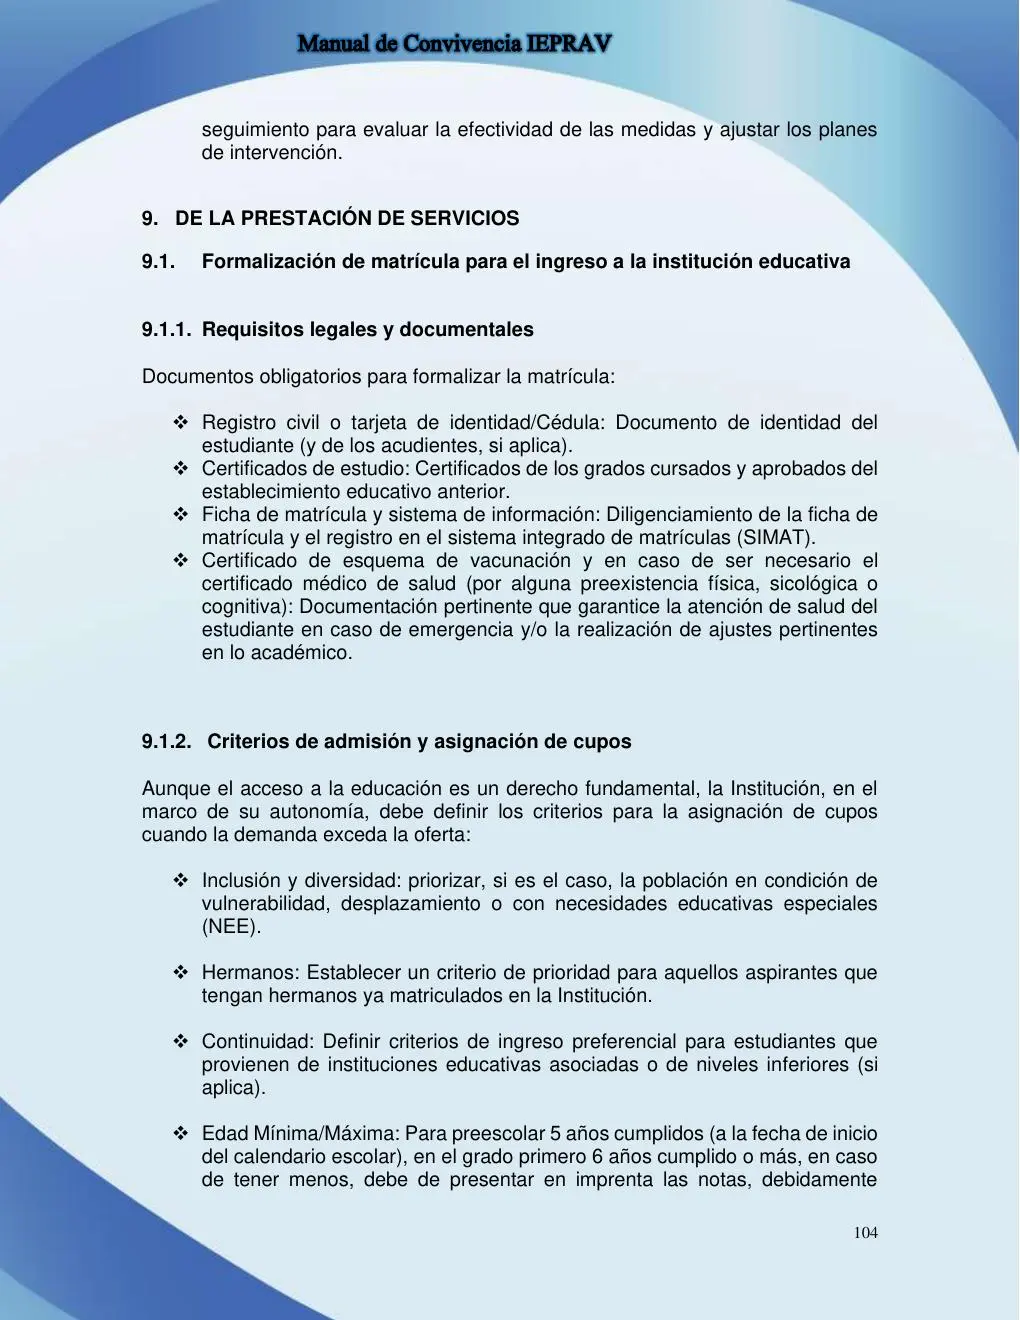 Manual de Convivencia IEPRAV
seguimiento para evaluar la efectividad de las medidas y ajustar los planes
de intervención.
9. DE LA PRESTACIÓN DE SERVICIOS
9.1. Formalización de matrícula para el ingreso a la institución educativa
9.1.1. Requisitos legales y documentales
Documentos obligatorios para formalizar la matrícula:
❖ Registro civil o tarjeta de identidad/Cédula: Documento de identidad del
estudiante (y de los acudientes, si aplica).
❖ Certificados de estudio: Certificados de los grados cursados y aprobados del
establecimiento educativo anterior.
❖ Ficha de matrícula y sistema de información: Diligenciamiento de la ficha de
matrícula y el registro en el sistema integrado de matrículas (SIMAT).
❖ Certificado de esquema de vacunación y en caso de ser necesario el
certificado médico de salud (por alguna preexistencia física, sicológica o
cognitiva): Documentación pertinente que garantice la atención de salud del
estudiante en caso de emergencia y/o la realización de ajustes pertinentes
en lo académico.
9.1.2. Criterios de admisión y asignación de cupos
Aunque el acceso a la educación es un derecho fundamental, la Institución, en el
marco de su autonomía, debe definir los criterios para la asignación de cupos
cuando la demanda exceda la oferta:
❖ Inclusión y diversidad: priorizar, si es el caso, la población en condición de
vulnerabilidad, desplazamiento o con necesidades educativas especiales
(NEE).
❖ Hermanos: Establecer un criterio de prioridad para aquellos aspirantes que
tengan hermanos ya matriculados en la Institución.
❖ Continuidad: Definir criterios de ingreso preferencial para estudiantes que
provienen de instituciones educativas asociadas o de niveles inferiores (si
aplica).
❖ Edad Mínima/Máxima: Para preescolar 5 años cumplidos (a la fecha de inicio
del calendario escolar), en el grado primero 6 años cumplido o más, en caso
de tener menos, debe de presentar en imprenta las notas, debidamente
104